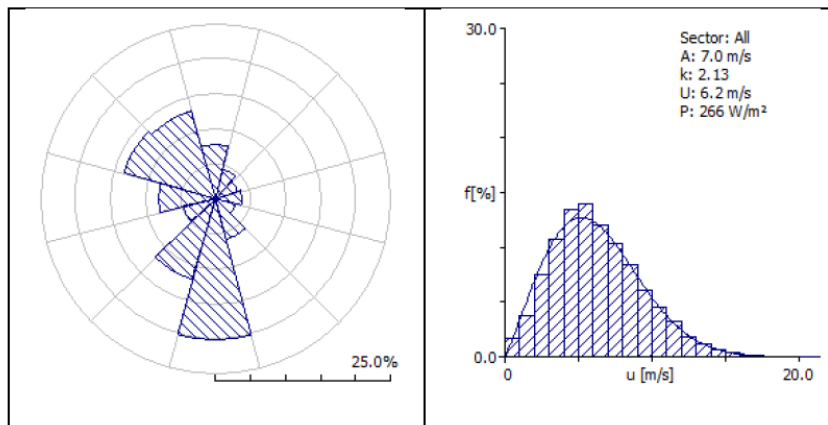 25.0%
30.0
Sector: All
A: 7.0 m/s
k: 2.13
U: 6.2 m/s
P: 266 W/m²
f[%]
0.0
0
u [m/s]
20.0